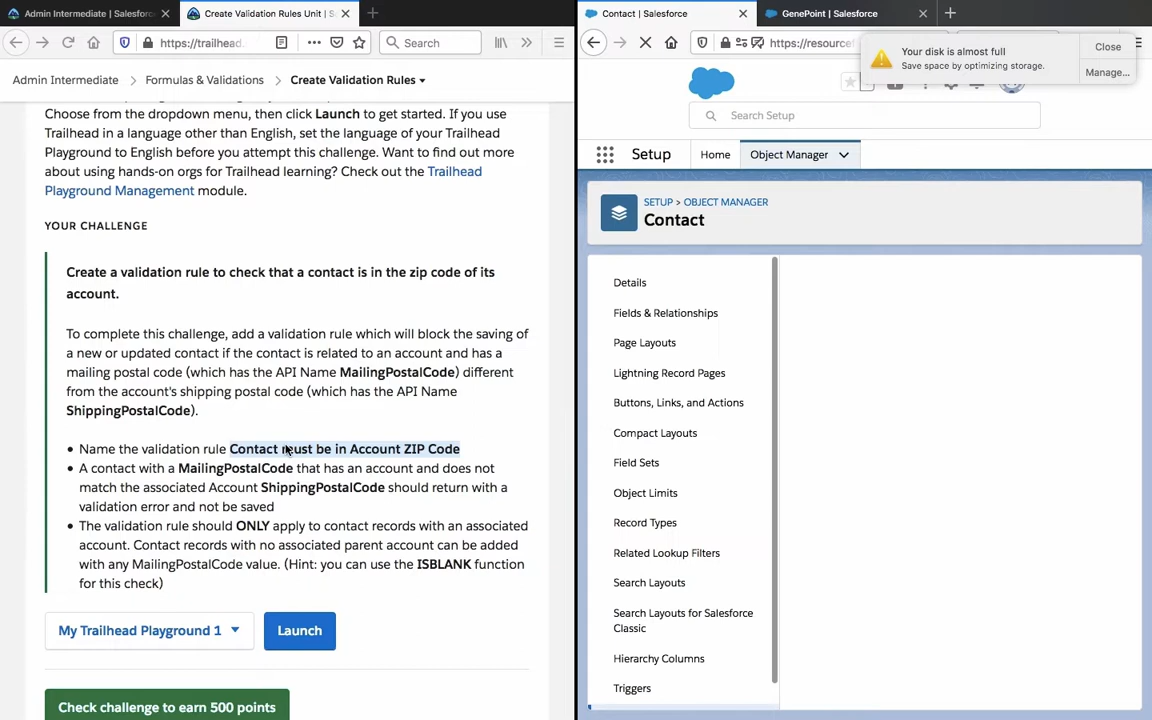 Admin Intermediate | Salesforc
Create Validation Rules Unit | S
https://trailhead.
Search
Admin Intermediate
Formulas & Validations
Create Validation Rules
Choose from the dropdown menu, then click Launch to get started. If you use
Trailhead in a language other than English, set the language of your Trailhead
Playground to English before you attempt this challenge. Want to find out more
about using hands-on orgs for Trailhead learning? Check out the Trailhead
Playground Management module.
YOUR CHALLENGE
Create a validation rule to check that a contact is in the zip code of its
account.
To complete this challenge, add a validation rule which will block the saving of
a new or updated contact if the contact is related to an account and has a
mailing postal code (which has the API Name MailingPostalCode) different
from the account's shipping postal code (which has the API Name
ShippingPostalCode).
• Name the validation rule Contact must be in Account ZIP Code
• A contact with a MailingPostalCode that has an account and does not
match the associated Account ShippingPostalCode should return with a
validation error and not be saved
• The validation rule should ONLY apply to contact records with an associated
account. Contact records with no associated parent account can be added
with any MailingPostalCode value. (Hint: you can use the ISBLANK function
for this check)
My Trailhead Playground 1
Launch
Check challenge to earn 500 points
Contact | Salesforce
GenePoint | Salesforce
https://resource
Your disk is almost full
Save space by optimizing storage.
Close
Manage...
Search Setup
Setup
Home
Object Manager
SETUP > OBJECT MANAGER
Contact
Details
Fields & Relationships
Page Layouts
Lightning Record Pages
Buttons, Links, and Actions
Compact Layouts
Field Sets
Object Limits
Record Types
Related Lookup Filters
Search Layouts
Search Layouts for Salesforce
Classic
Hierarchy Columns
Triggers